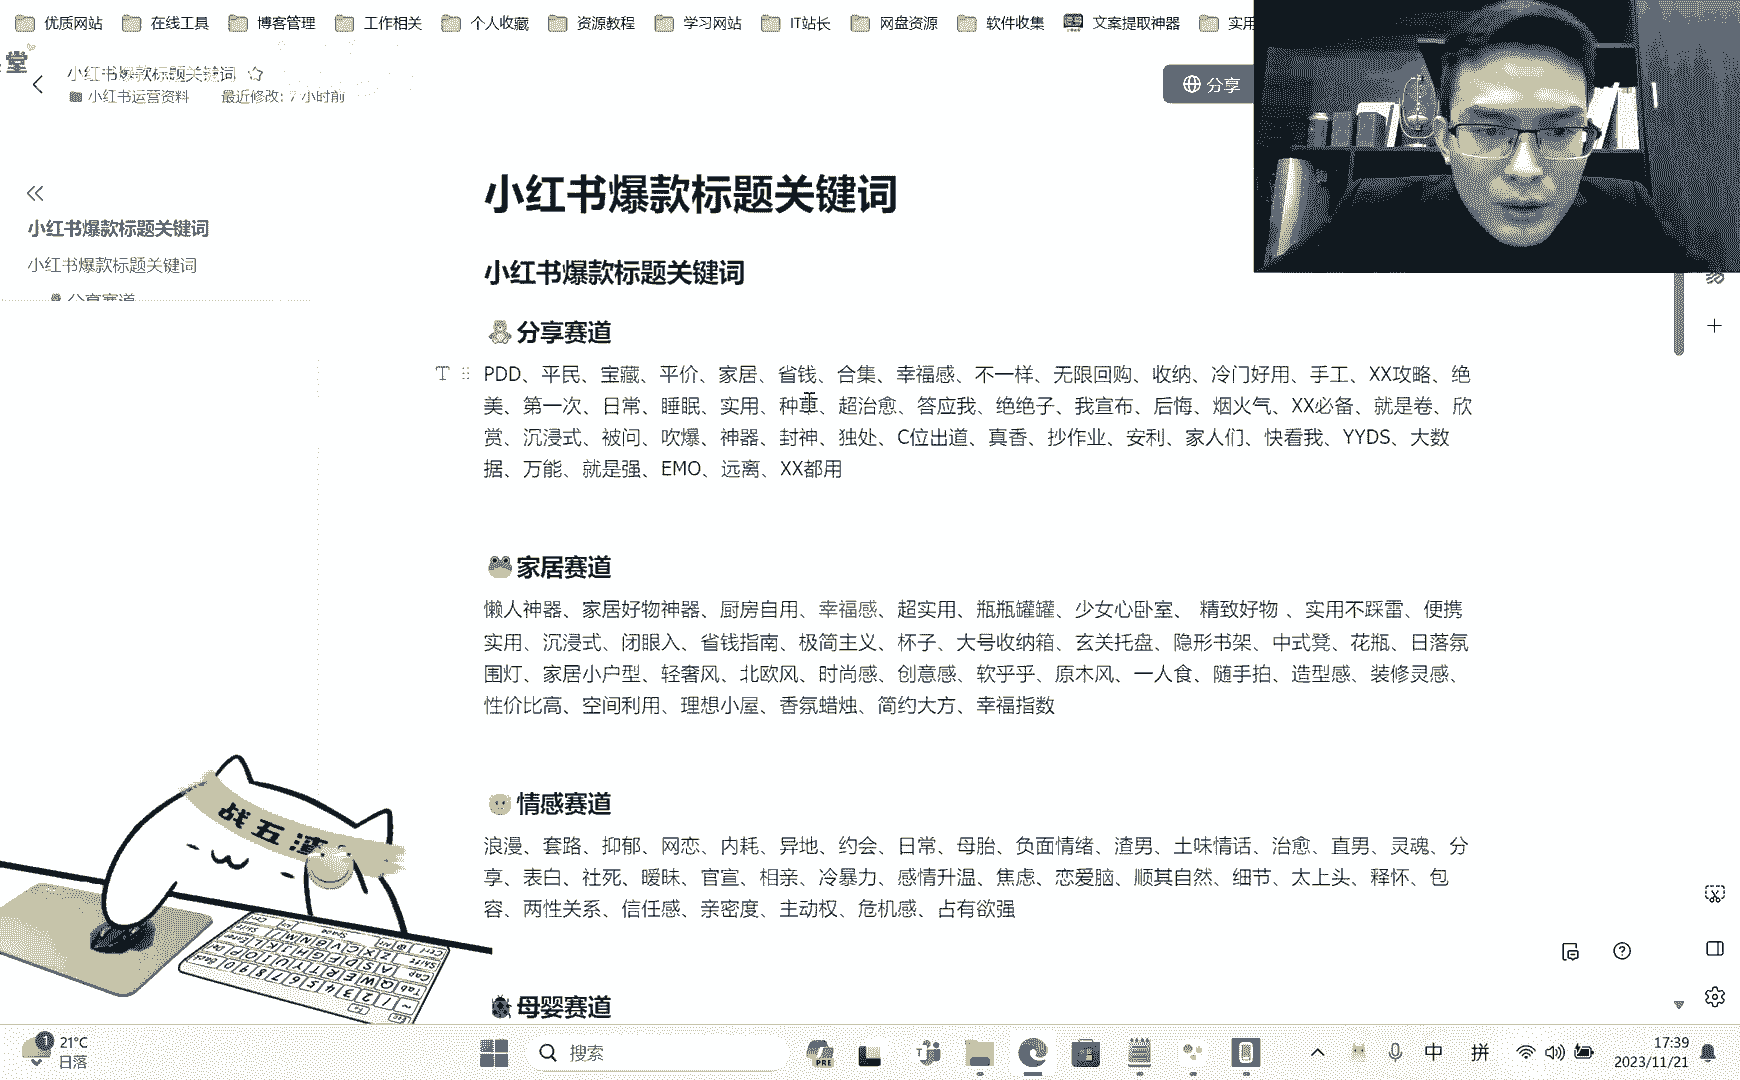 优质网站 在线工具 博客管理 工作相关 个人收藏 资源教程 学习网站 IT站长 网盘资源 软件收集 文案提取神器 实用
堂
小红书爆款标题关键词
小红书运营资料 最近修改: 7 小时前
分享
小红书爆款标题关键词
小红书爆款标题关键词
分享赛道
小红书爆款标题关键词
小红书爆款标题关键词
分享赛道
PDD、平民、宝藏、平价、家居、省钱、合集、幸福感、不一样、无限回购、收纳、冷门好用、手工、XX攻略、绝
美、第一次、日常、睡眠、实用、种草、超治愈、答应我、绝绝子、我宣布、后悔、烟火气、XX必备、就是卷、欣
赏、沉浸式、被问、吹爆、神器、封神、独处、C位出道、真香、抄作业、安利、家人们、快看我、YYDS、大数
据、万能、就是强、EMO、远离、XX都用
家居赛道
懒人神器、家居好物神器、厨房自用、幸福感、超实用、瓶瓶罐罐、少女心卧室、 精致好物 、实用不踩雷、便携
实用、沉浸式、闭眼入、省钱指南、极简主义、杯子、大号收纳箱、玄关托盘、隐形书架、中式凳、花瓶、日落氛
围灯、家居小户型、轻奢风、北欧风、时尚感、创意感、软乎乎、原木风、一人食、随手拍、造型感、装修灵感、
性价比高、空间利用、理想小屋、香氛蜡烛、简约大方、幸福指数
情感赛道
浪漫、套路、抑郁、网恋、内耗、异地、约会、日常、母胎、负面情绪、渣男、土味情话、治愈、直男、灵魂、分
享、表白、社死、暧昧、官宣、相亲、冷暴力、感情升温、焦虑、恋爱脑、顺其自然、细节、太上头、释怀、包
容、两性关系、信任感、亲密度、主动权、危机感、占有欲强
母婴赛道
战五渣
1
21°C
日落
搜索
PRE
中
拼
17:39
2023/11/21